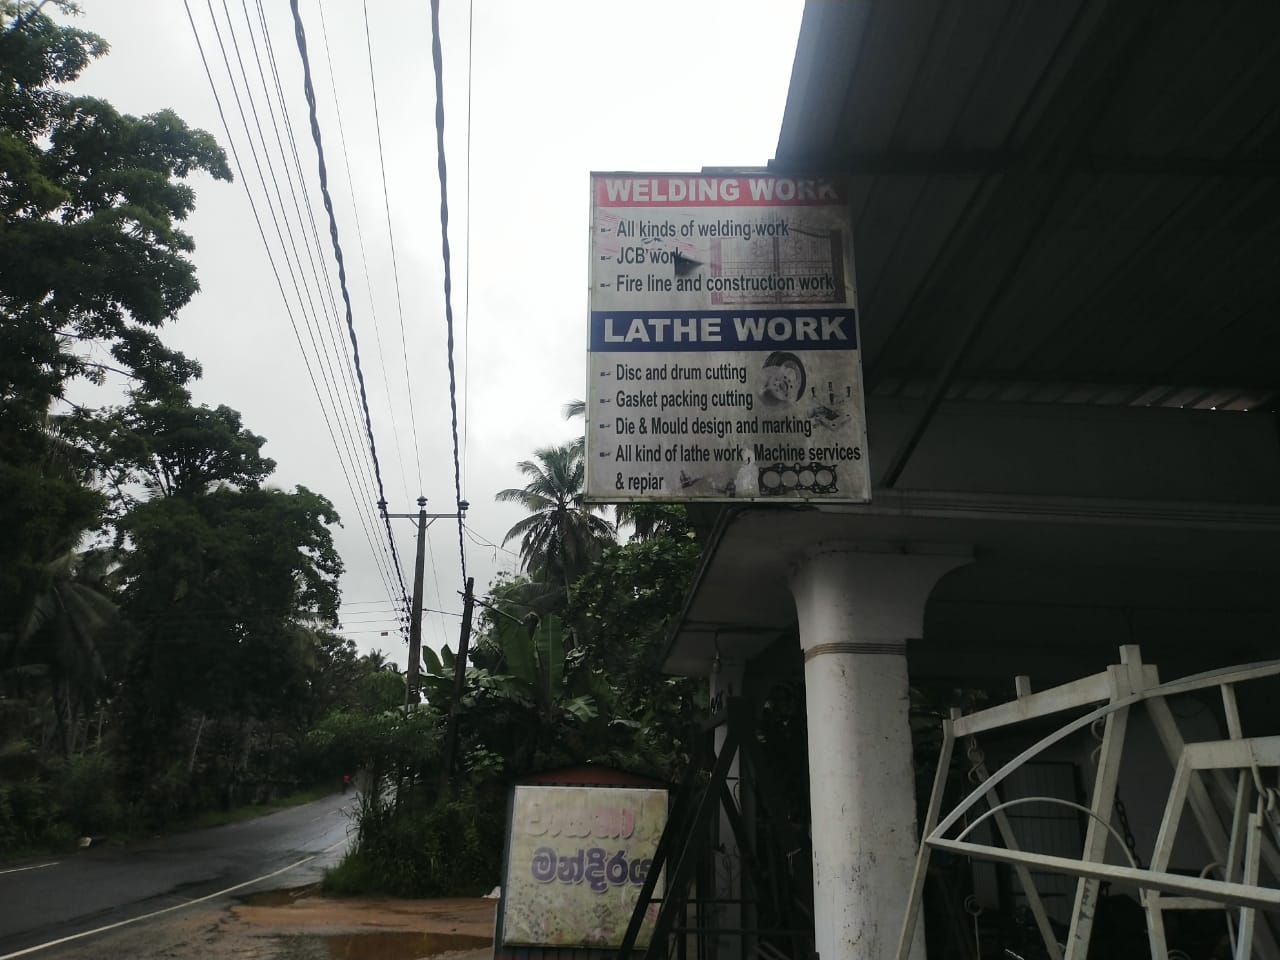 WELDING WORK
All kinds of welding work
JCB work
Fire line and construction work
LATHE WORK
Disc and drum cutting
Gasket packing cutting
Die & Mould design and marking
All kind of lathe work , Machine services
& repiar
මන්දිරය